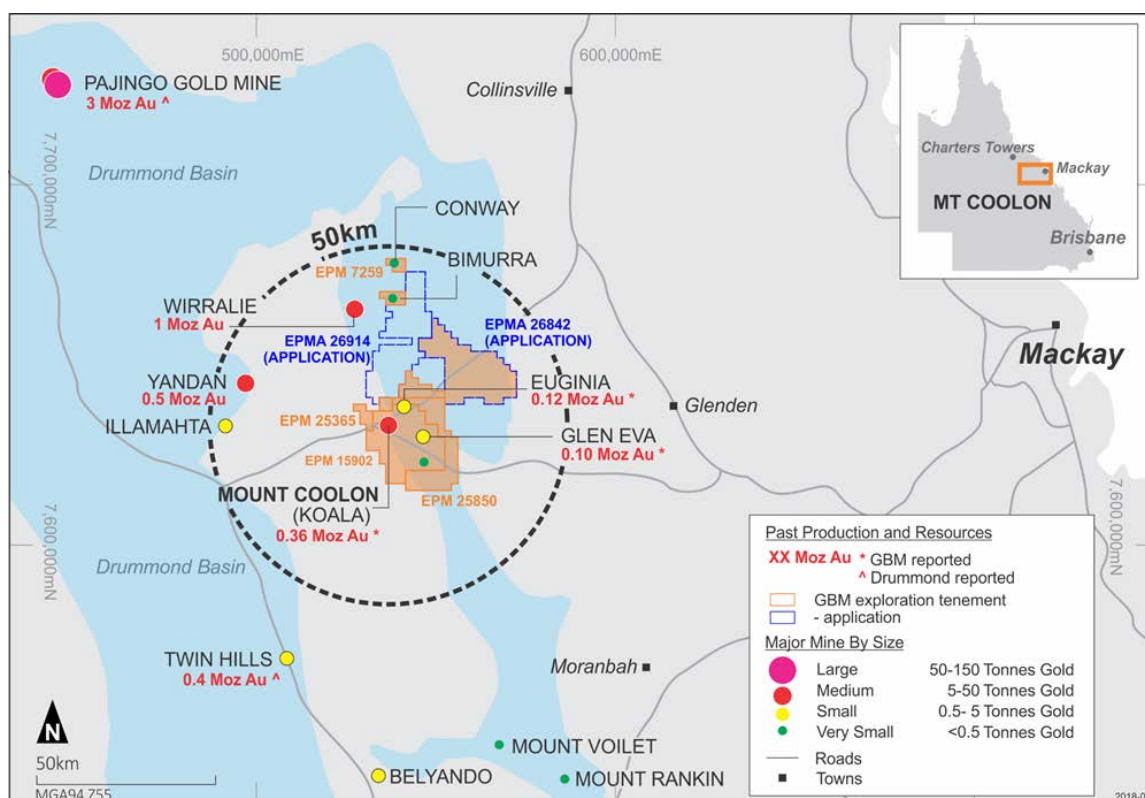 500,000mE
600,000mE
PAJINGO GOLD MINE
3 Moz Au ^
Collinsville
7,700,000mN
Drummond Basin
Charters Towers
Mackay
MT COOLON
Brisbane
CONWAY
50km
EPM 7259
BIMURRA
WIRRALIE
1 Moz Au
EPMA 26914
(APPLICATION)
EPMA 26842
(APPLICATION)
Mackay
YANDAN
0.5 Moz Au
EUGINIA
0.12 Moz Au *
Glenden
ILLAMAHTA
EPM 25365
GLEN EVA
0.10 Moz Au *
EPM 15902
EPM 25850
MOUNT COOLON
(KOALA)
0.36 Moz Au *
7,600,000mN
7,600,000mN
Drummond Basin
TWIN HILLS
0.4 Moz Au ^
Moranbah
MOUNT VOILET
BELYANDO
MOUNT RANKIN
N
50km
MGA94 Z55
Past Production and Resources
XX Moz Au * GBM reported
^ Drummond reported
GBM exploration tenement
- application
Major Mine By Size
Large 50-150 Tonnes Gold
Medium 5-50 Tonnes Gold
Small 0.5- 5 Tonnes Gold
Very Small <0.5 Tonnes Gold
Roads
Towns